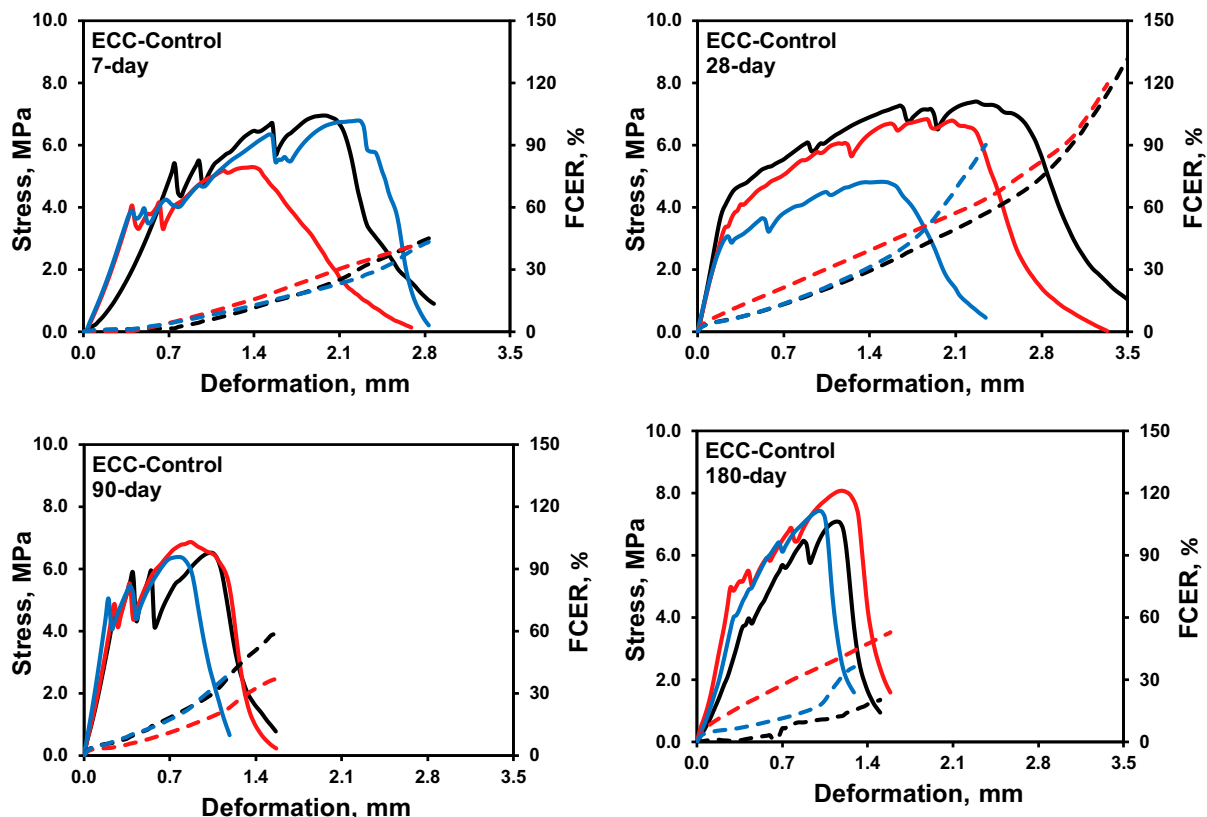 ECC-Control
7-day
10.0
8.0
6.0
4.0
2.0
0.0
Stress, MPa
150
120
90
60
30
0
FCER, %
0.0 0.7 1.4 2.1 2.8 3.5
Deformation, mm
ECC-Control
28-day
10.0
8.0
6.0
4.0
2.0
0.0
Stress, MPa
150
120
90
60
30
0
FCER, %
0.0 0.7 1.4 2.1 2.8 3.5
Deformation, mm
ECC-Control
90-day
10.0
8.0
6.0
4.0
2.0
0.0
Stress, MPa
150
120
90
60
30
0
FCER, %
0.0 0.7 1.4 2.1 2.8 3.5
Deformation, mm
ECC-Control
180-day
10.0
8.0
6.0
4.0
2.0
0.0
Stress, MPa
150
120
90
60
30
0
FCER, %
0.0 0.7 1.4 2.1 2.8 3.5
Deformation, mm